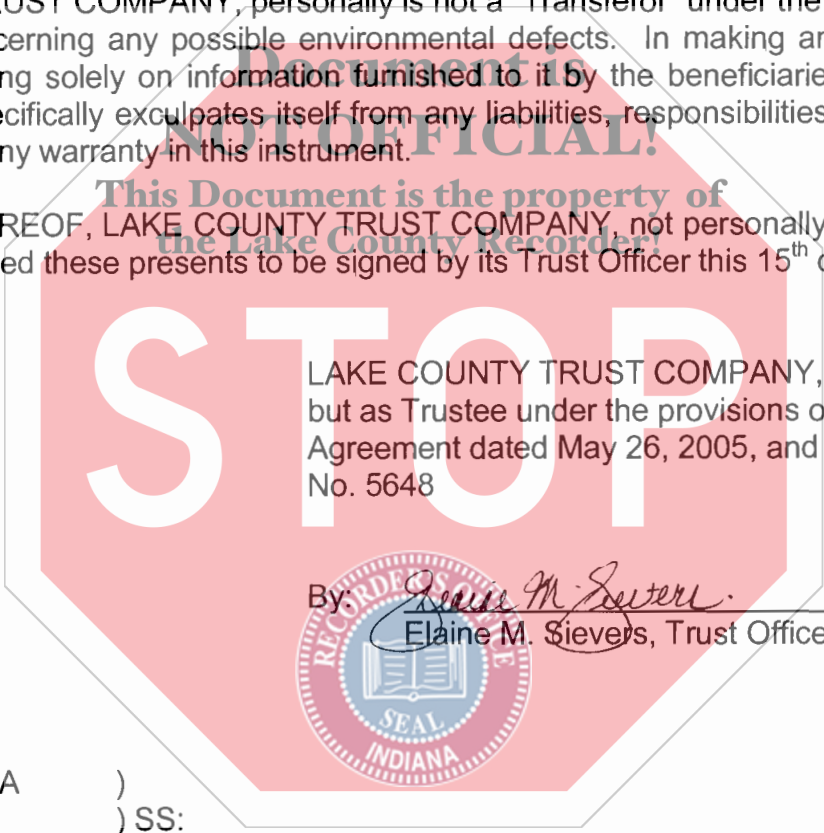 UST COMPANY, personally is not a "Transferor" under the
cerning any possible environmental defects. In making an
ng solely on information furnished to it by the beneficiarie
ecifically exculpates itself from any liabilities, responsibilities
ny warranty in this instrument.
Document is
NOT OFFICIAL!
This Document is the property of
the Lake County Recorder!
REOF, LAKE COUNTY TRUST COMPANY, not personally
ed these presents to be signed by its Trust Officer this 15th
STOP
LAKE COUNTY TRUST COMPANY,
but as Trustee under the provisions o
Agreement dated May 26, 2005, and
No. 5648
By: Elaine M. Sievers
Elaine M. Sievers, Trust Office
RECORDER'S OFFICE
SEAL
INDIANA
A )
) SS: